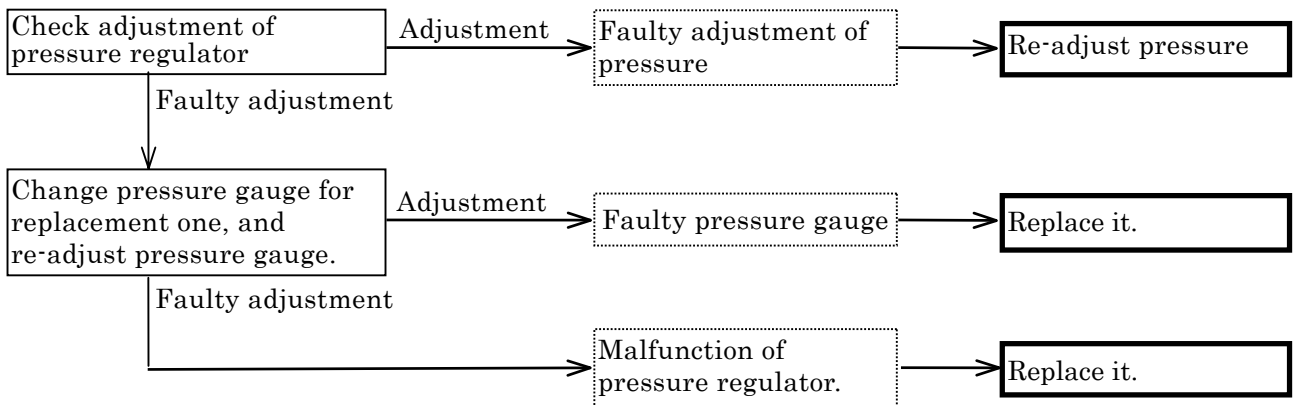 Check adjustment of
pressure regulator
Adjustment
Faulty adjustment of
pressure
Re-adjust pressure
Faulty adjustment
Change pressure gauge for
replacement one, and
re-adjust pressure gauge.
Adjustment
Faulty pressure gauge
Replace it.
Faulty adjustment
Malfunction of
pressure regulator.
Replace it.